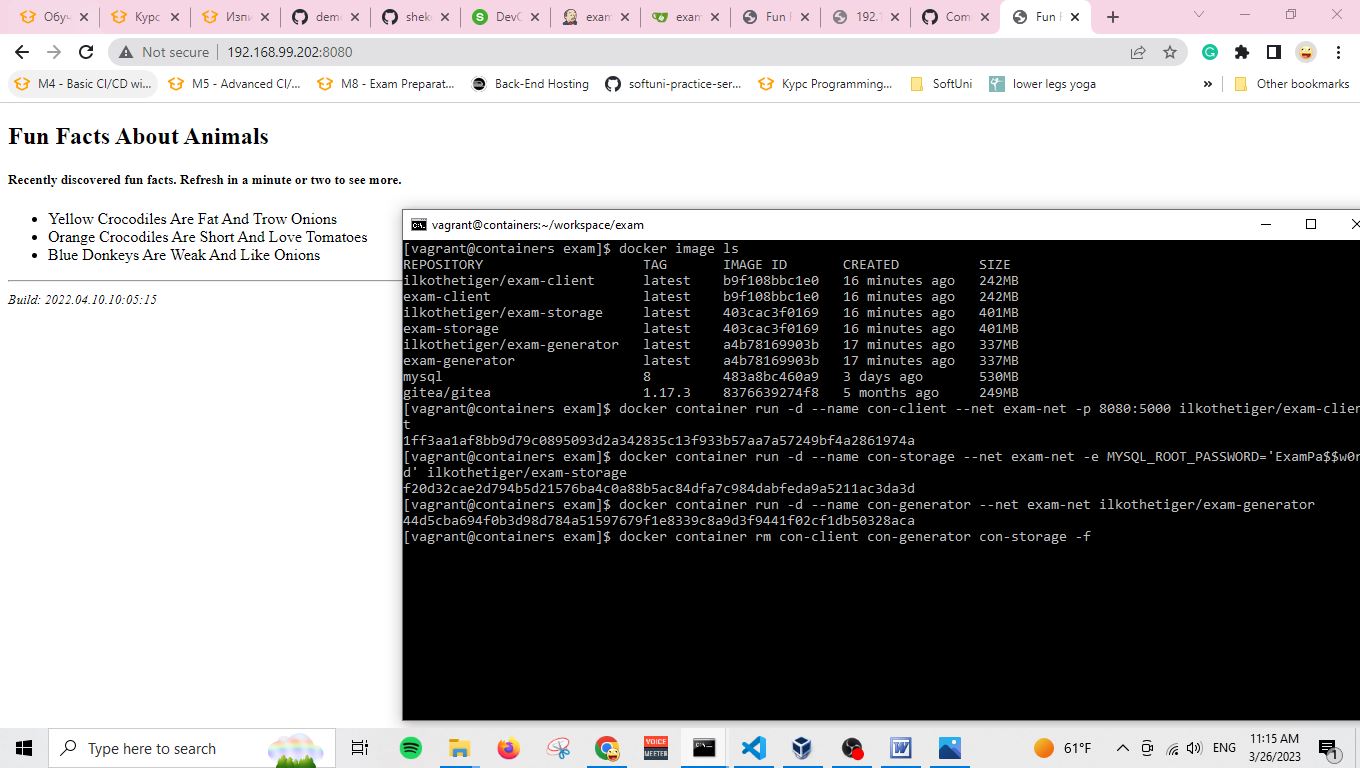 Обуч
Курс
Изпи
demo
shek
DevO
exam
exam
Fun F
192.1
Com
Fun F
Not secure
192.168.99.202:8080
M4 - Basic CI/CD wi...
M5 - Advanced CI/...
M8 - Exam Preparat...
Back-End Hosting
softuni-practice-ser...
Курс Programming...
SoftUni
lower legs yoga
»
Other bookmarks
Fun Facts About Animals
Recently discovered fun facts. Refresh in a minute or two to see more.
Yellow Crocodiles Are Fat And Trow Onions
Orange Crocodiles Are Short And Love Tomatoes
Blue Donkeys Are Weak And Like Onions
Build: 2022.04.10.10:05:15
vagrant@containers:~/workspace/exam
[vagrant@containers exam]$ docker image ls
REPOSITORY TAG IMAGE ID CREATED SIZE
ilkothetiger/exam-client latest b9f108bbc1e0 16 minutes ago 242MB
exam-client latest b9f108bbc1e0 16 minutes ago 242MB
ilkothetiger/exam-storage latest 403cac3f0169 16 minutes ago 401MB
exam-storage latest 403cac3f0169 16 minutes ago 401MB
ilkothetiger/exam-generator latest a4b78169903b 17 minutes ago 337MB
exam-generator latest a4b78169903b 17 minutes ago 337MB
mysql 8 483a8bc460a9 3 days ago 530MB
gitea/gitea 1.17.3 8376639274f8 5 months ago 249MB
[vagrant@containers exam]$ docker container run -d --name con-client --net exam-net -p 8080:5000 ilkothetiger/exam-clien
t
1ff3aa1af8bb9d79c0895093d2a342835c13f933b57aa7a57249bf4a2861974a
[vagrant@containers exam]$ docker container run -d --name con-storage --net exam-net -e MYSQL_ROOT_PASSWORD='ExamPa$$w0r
d' ilkothetiger/exam-storage
f20d32cae2d794b5d21576ba4c0a88b5ac84dfa7c984dabfeda9a5211ac3da3d
[vagrant@containers exam]$ docker container run -d --name con-generator --net exam-net ilkothetiger/exam-generator
44d5cba694f0b3d98d784a51597679f1e8339c8a9d3f9441f02cf1db50328aca
[vagrant@containers exam]$ docker container rm con-client con-generator con-storage -f
Type here to search
VOICE
MEETER
61°F
ENG
11:15 AM
3/26/2023
1